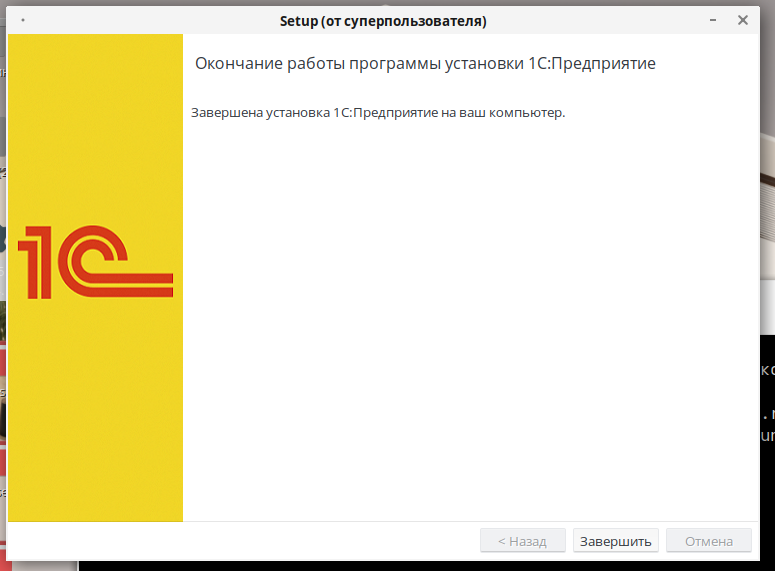 Setup (от суперпользователя)
Окончание работы программы установки 1С:Предприятие
Завершена установка 1С:Предприятие на ваш компьютер.
1С
< Назад
Завершить
Отмена